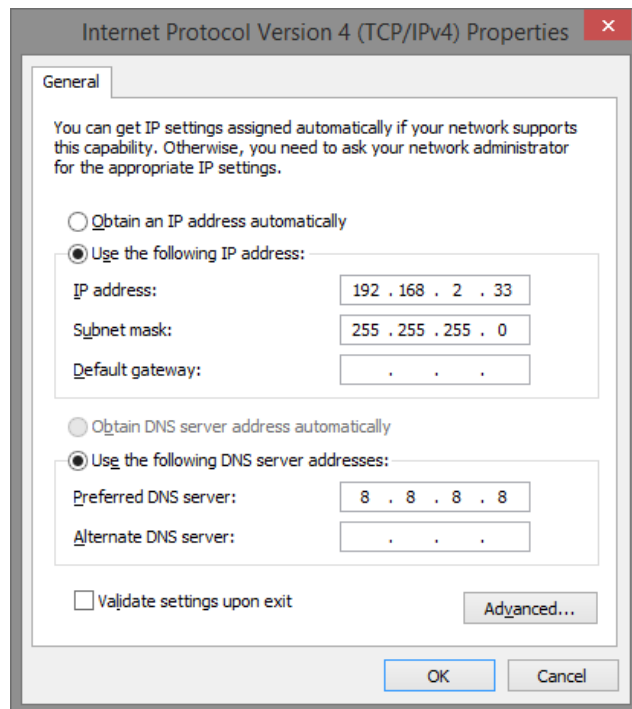 Internet Protocol Version 4 (TCP/IPv4) Properties
General
You can get IP settings assigned automatically if your network supports
this capability. Otherwise, you need to ask your network administrator
for the appropriate IP settings.
Obtain an IP address automatically
Use the following IP address:
IP address: 192 . 168 . 2 . 33
Subnet mask: 255 . 255 . 255 . 0
Default gateway: . . .
Obtain DNS server address automatically
Use the following DNS server addresses:
Preferred DNS server: 8 . 8 . 8 . 8
Alternate DNS server: . . .
Validate settings upon exit
Advanced...
OK Cancel